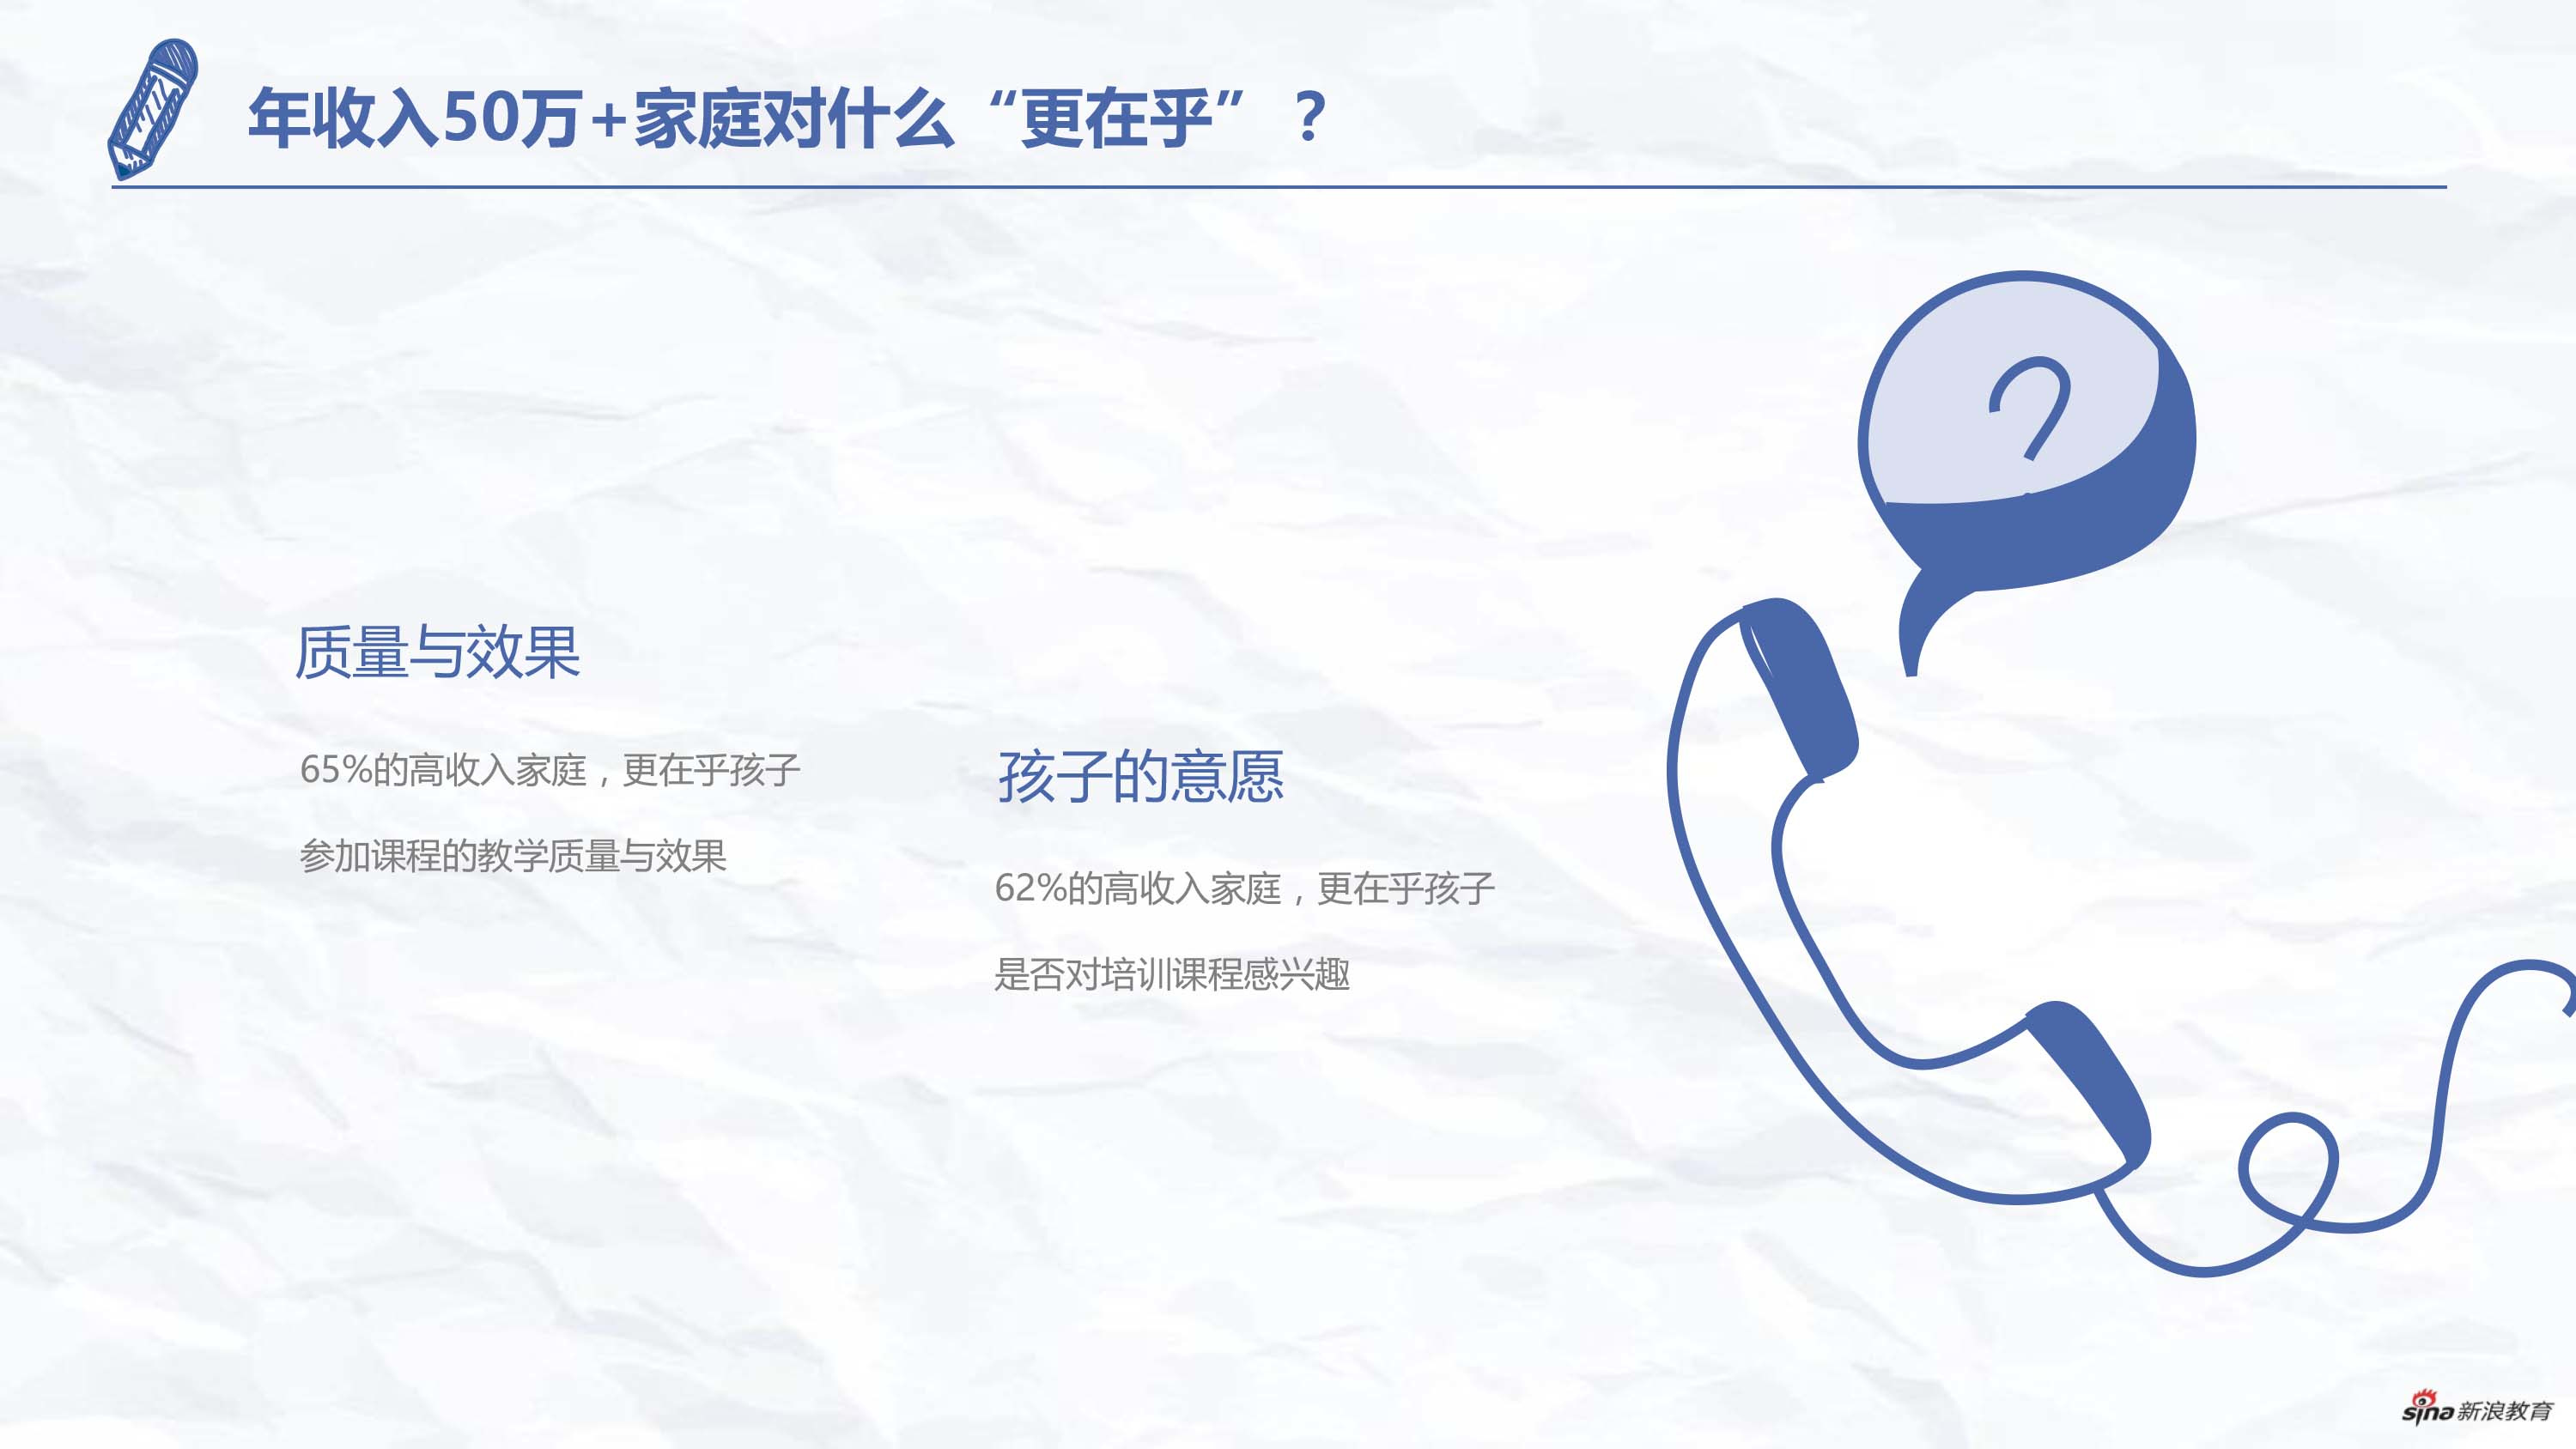 年收入50万+家庭对什么“更在乎”？
质量与效果
65%的高收入家庭，更在乎孩子
参加课程的教学质量与效果
孩子的意愿
62%的高收入家庭，更在乎孩子
是否对培训课程感兴趣
?
sina新浪教育